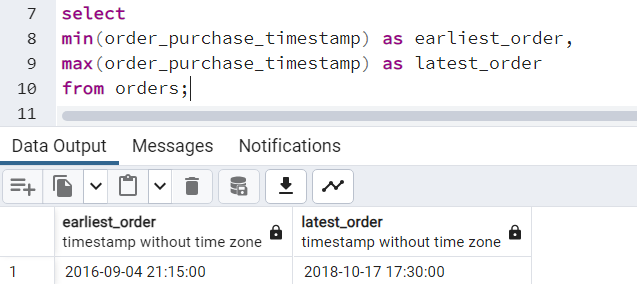 7 select
8 min(order_purchase_timestamp) as earliest_order,
9 max(order_purchase_timestamp) as latest_order
10 from orders;
11
Data Output Messages Notifications
earliest_order latest_order
timestamp without time zone timestamp without time zone
1 2016-09-04 21:15:00 2018-10-17 17:30:00